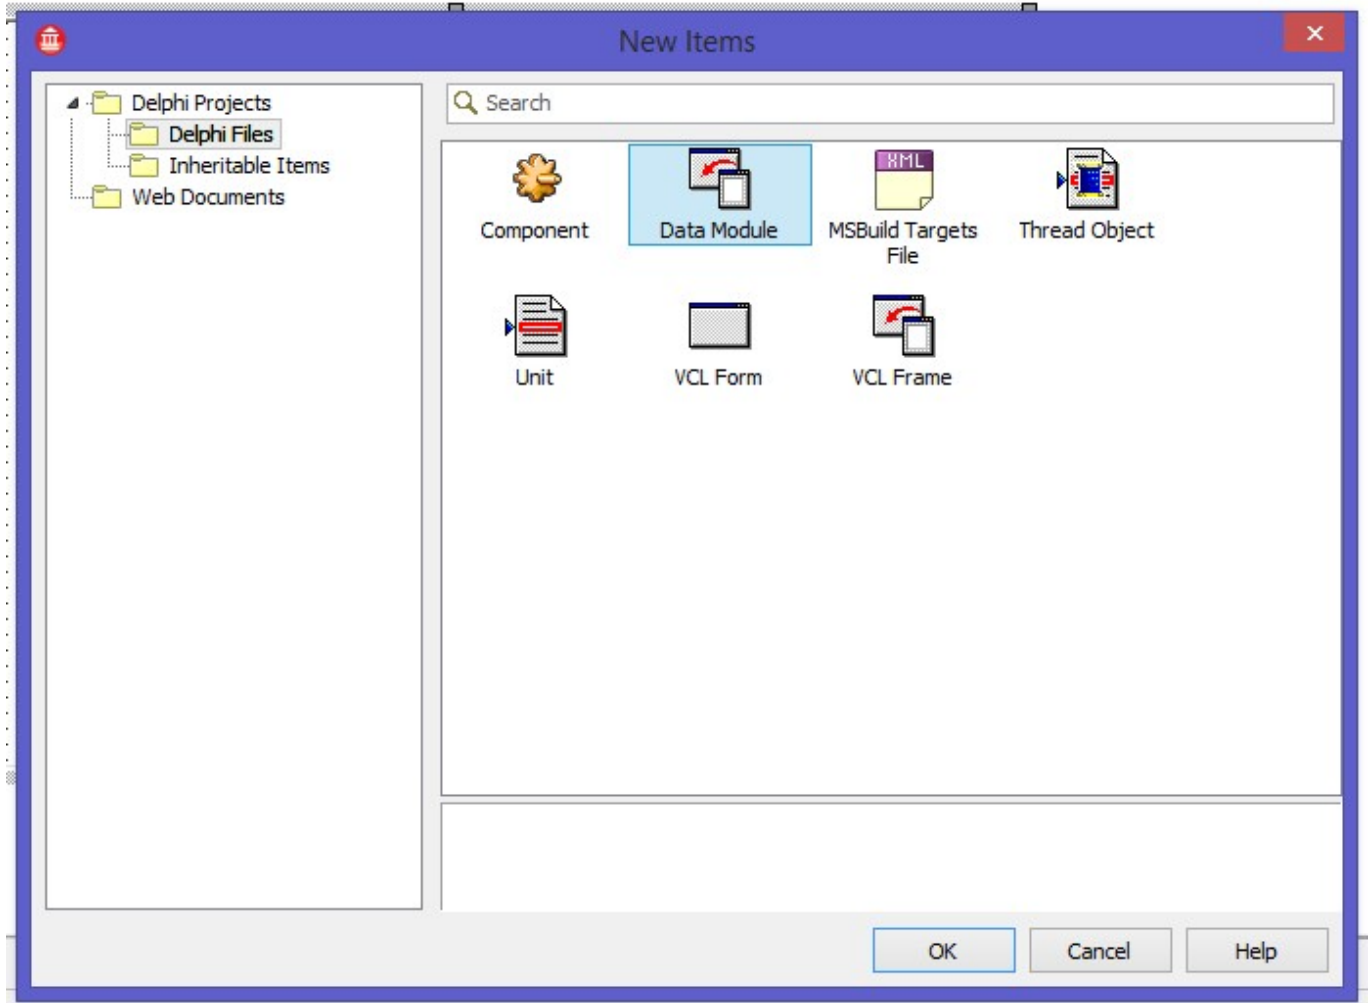 New Items
Delphi Projects
Delphi Files
Inheritable Items
Web Documents
Search
Component
Data Module
XML
MSBuild Targets
File
Thread Object
Unit
VCL Form
VCL Frame
OK
Cancel
Help